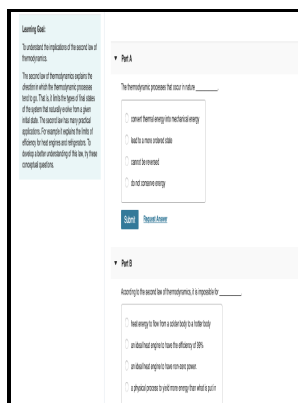 Learning Goal:
To understand the implications of the second law of
thermodynamics.
The second law of thermodynamics explains the
direction in which the thermodynamic processes
tend to go. That is, it limits the types of final states
of the system that naturally evolve from a given
initial state. The second law has many practical
applications. For example it explains the limits of
efficiency for heat engines and refrigerators. To
develop a better understanding of this law, try these
conceptual questions.
Part A
The thermodynamic processes that occur in nature ________.
convert thermal energy into mechanical energy
lead to a more ordered state
cannot be reversed
do not conserve energy
Submit Request Answer
Part B
According to the second law of thermodynamics, it is impossible for ________.
heat energy to flow from a colder body to a hotter body
an ideal heat engine to have the efficiency of 99%
an ideal heat engine to have non-zero power.
a physical process to yield more energy than what is put in